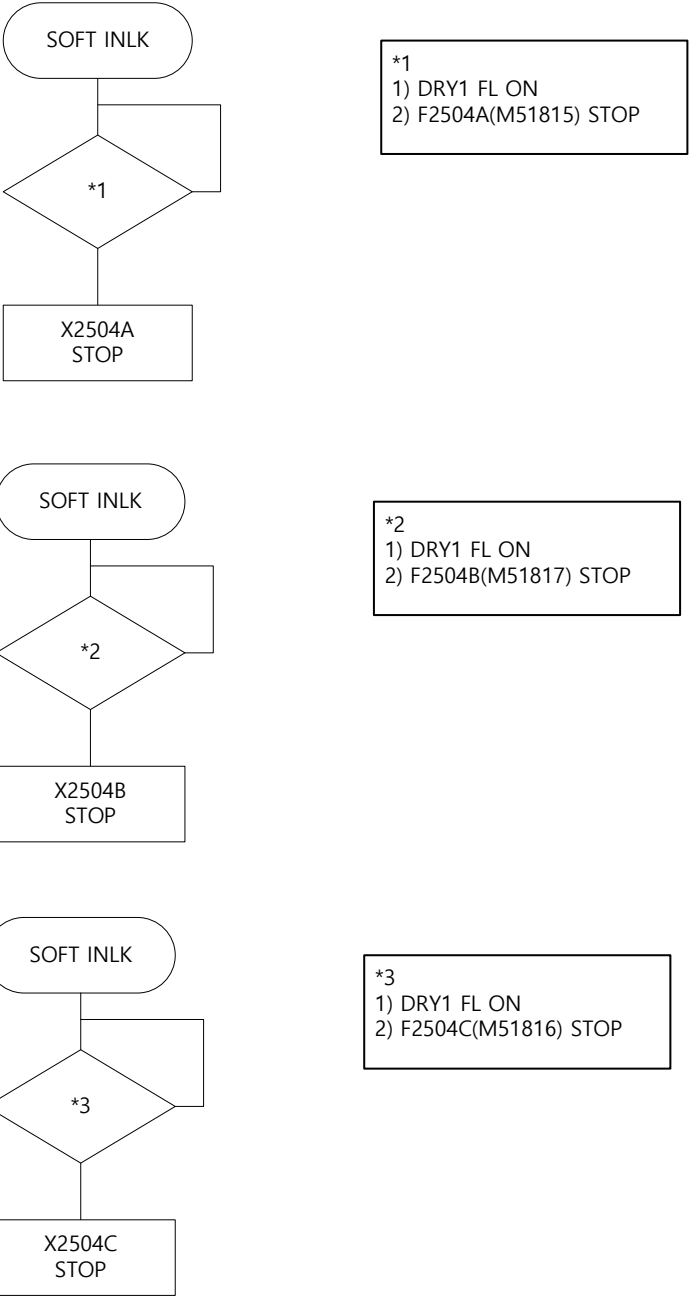 SOFT INLK
*1
1) DRY1 FL ON
2) F2504A(M51815) STOP
*1
X2504A
STOP
SOFT INLK
*2
1) DRY1 FL ON
2) F2504B(M51817) STOP
*2
X2504B
STOP
SOFT INLK
*3
1) DRY1 FL ON
2) F2504C(M51816) STOP
*3
X2504C
STOP